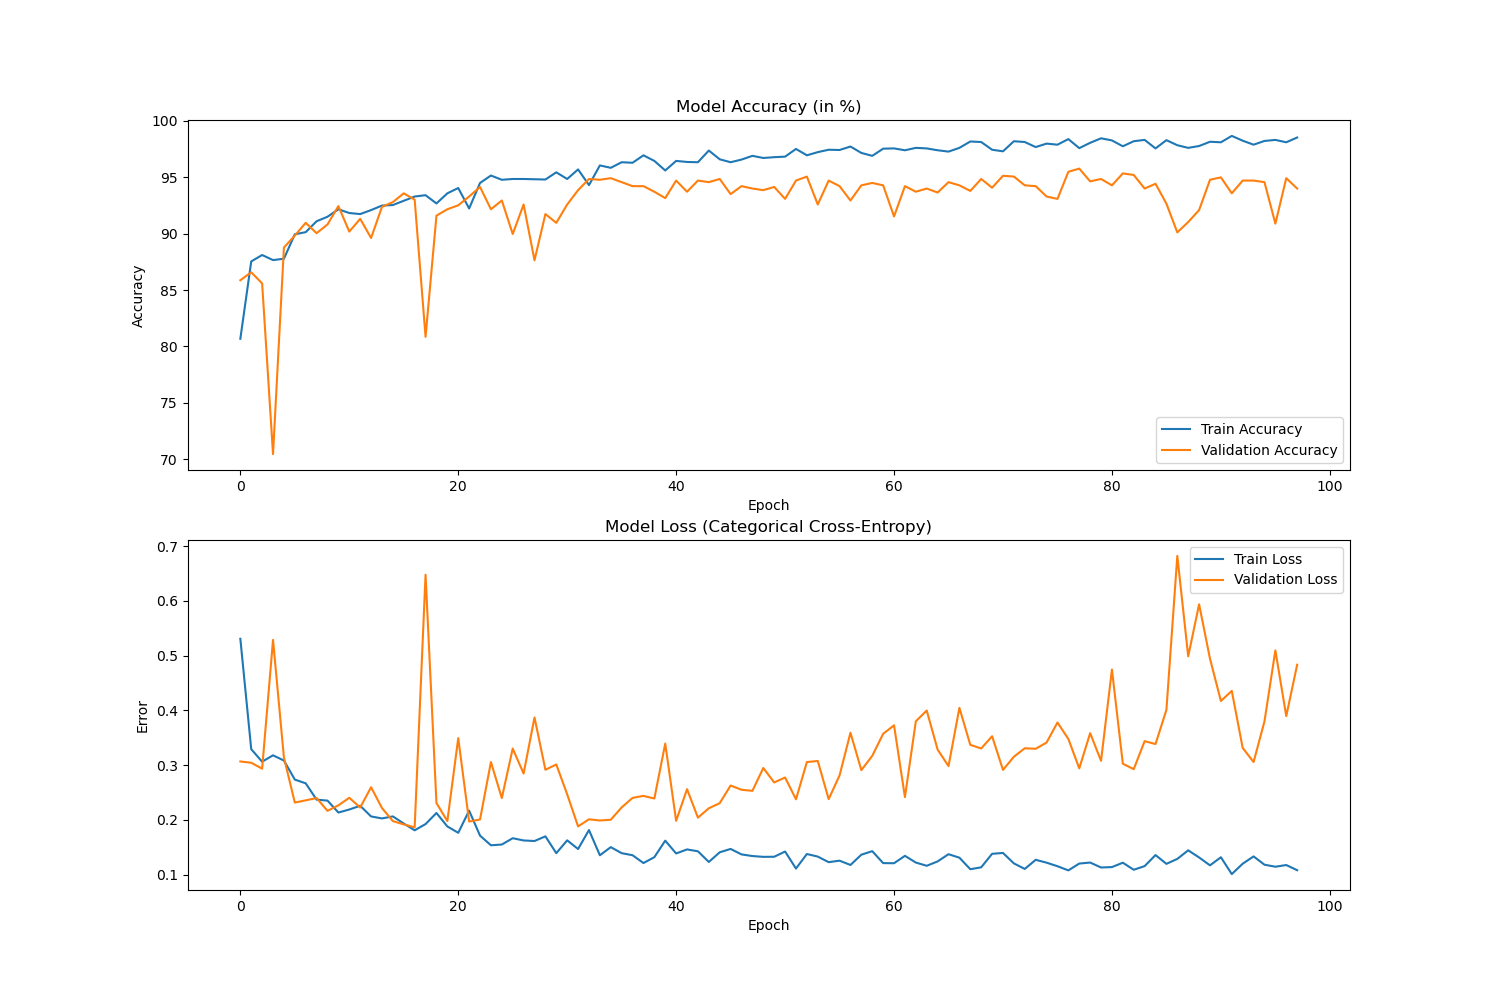 Model Accuracy (in %)
100
95
90
85
80
75
70
Accuracy
Train Accuracy
Validation Accuracy
0 20 40 60 80 100
Epoch
Model Loss (Categorical Cross-Entropy)
0.7
0.6
0.5
0.4
0.3
0.2
0.1
Error
Train Loss
Validation Loss
0 20 40 60 80 100
Epoch